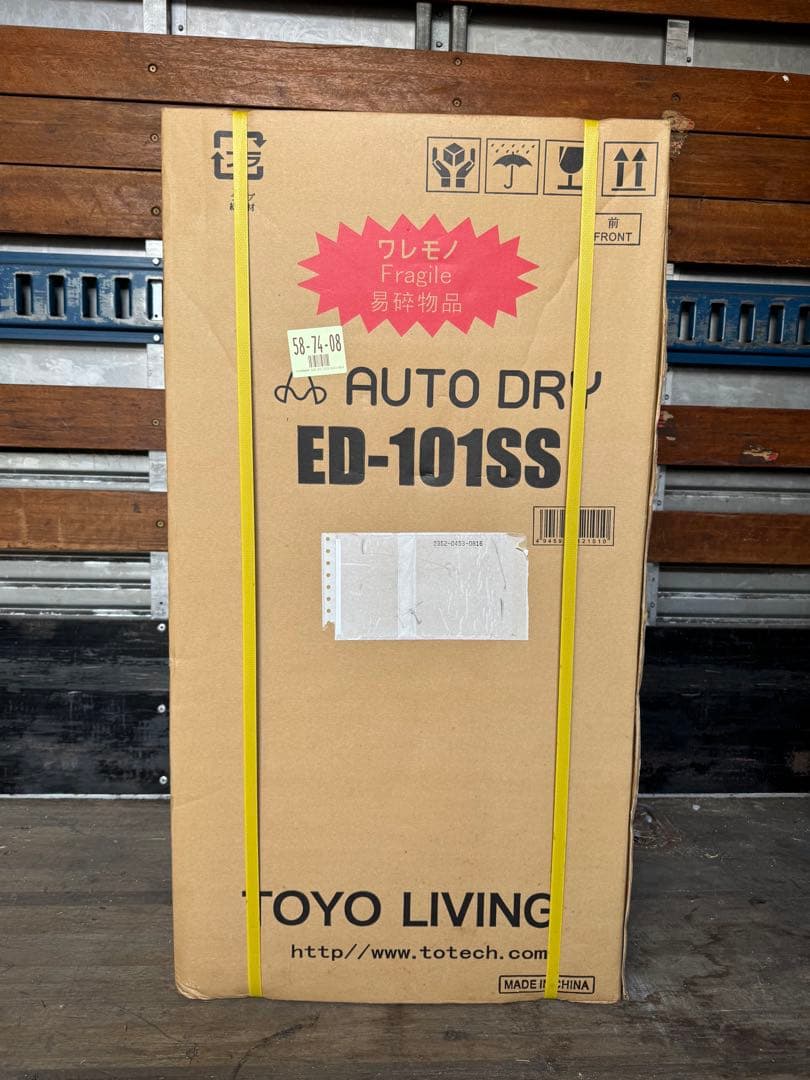 前
FRONT
ワレモノ
Fragile
易碎物品
58-74-08
AUTO DRY
ED-101SS
TOYO LIVING
http//www.totech.com
MADE IN CHINA